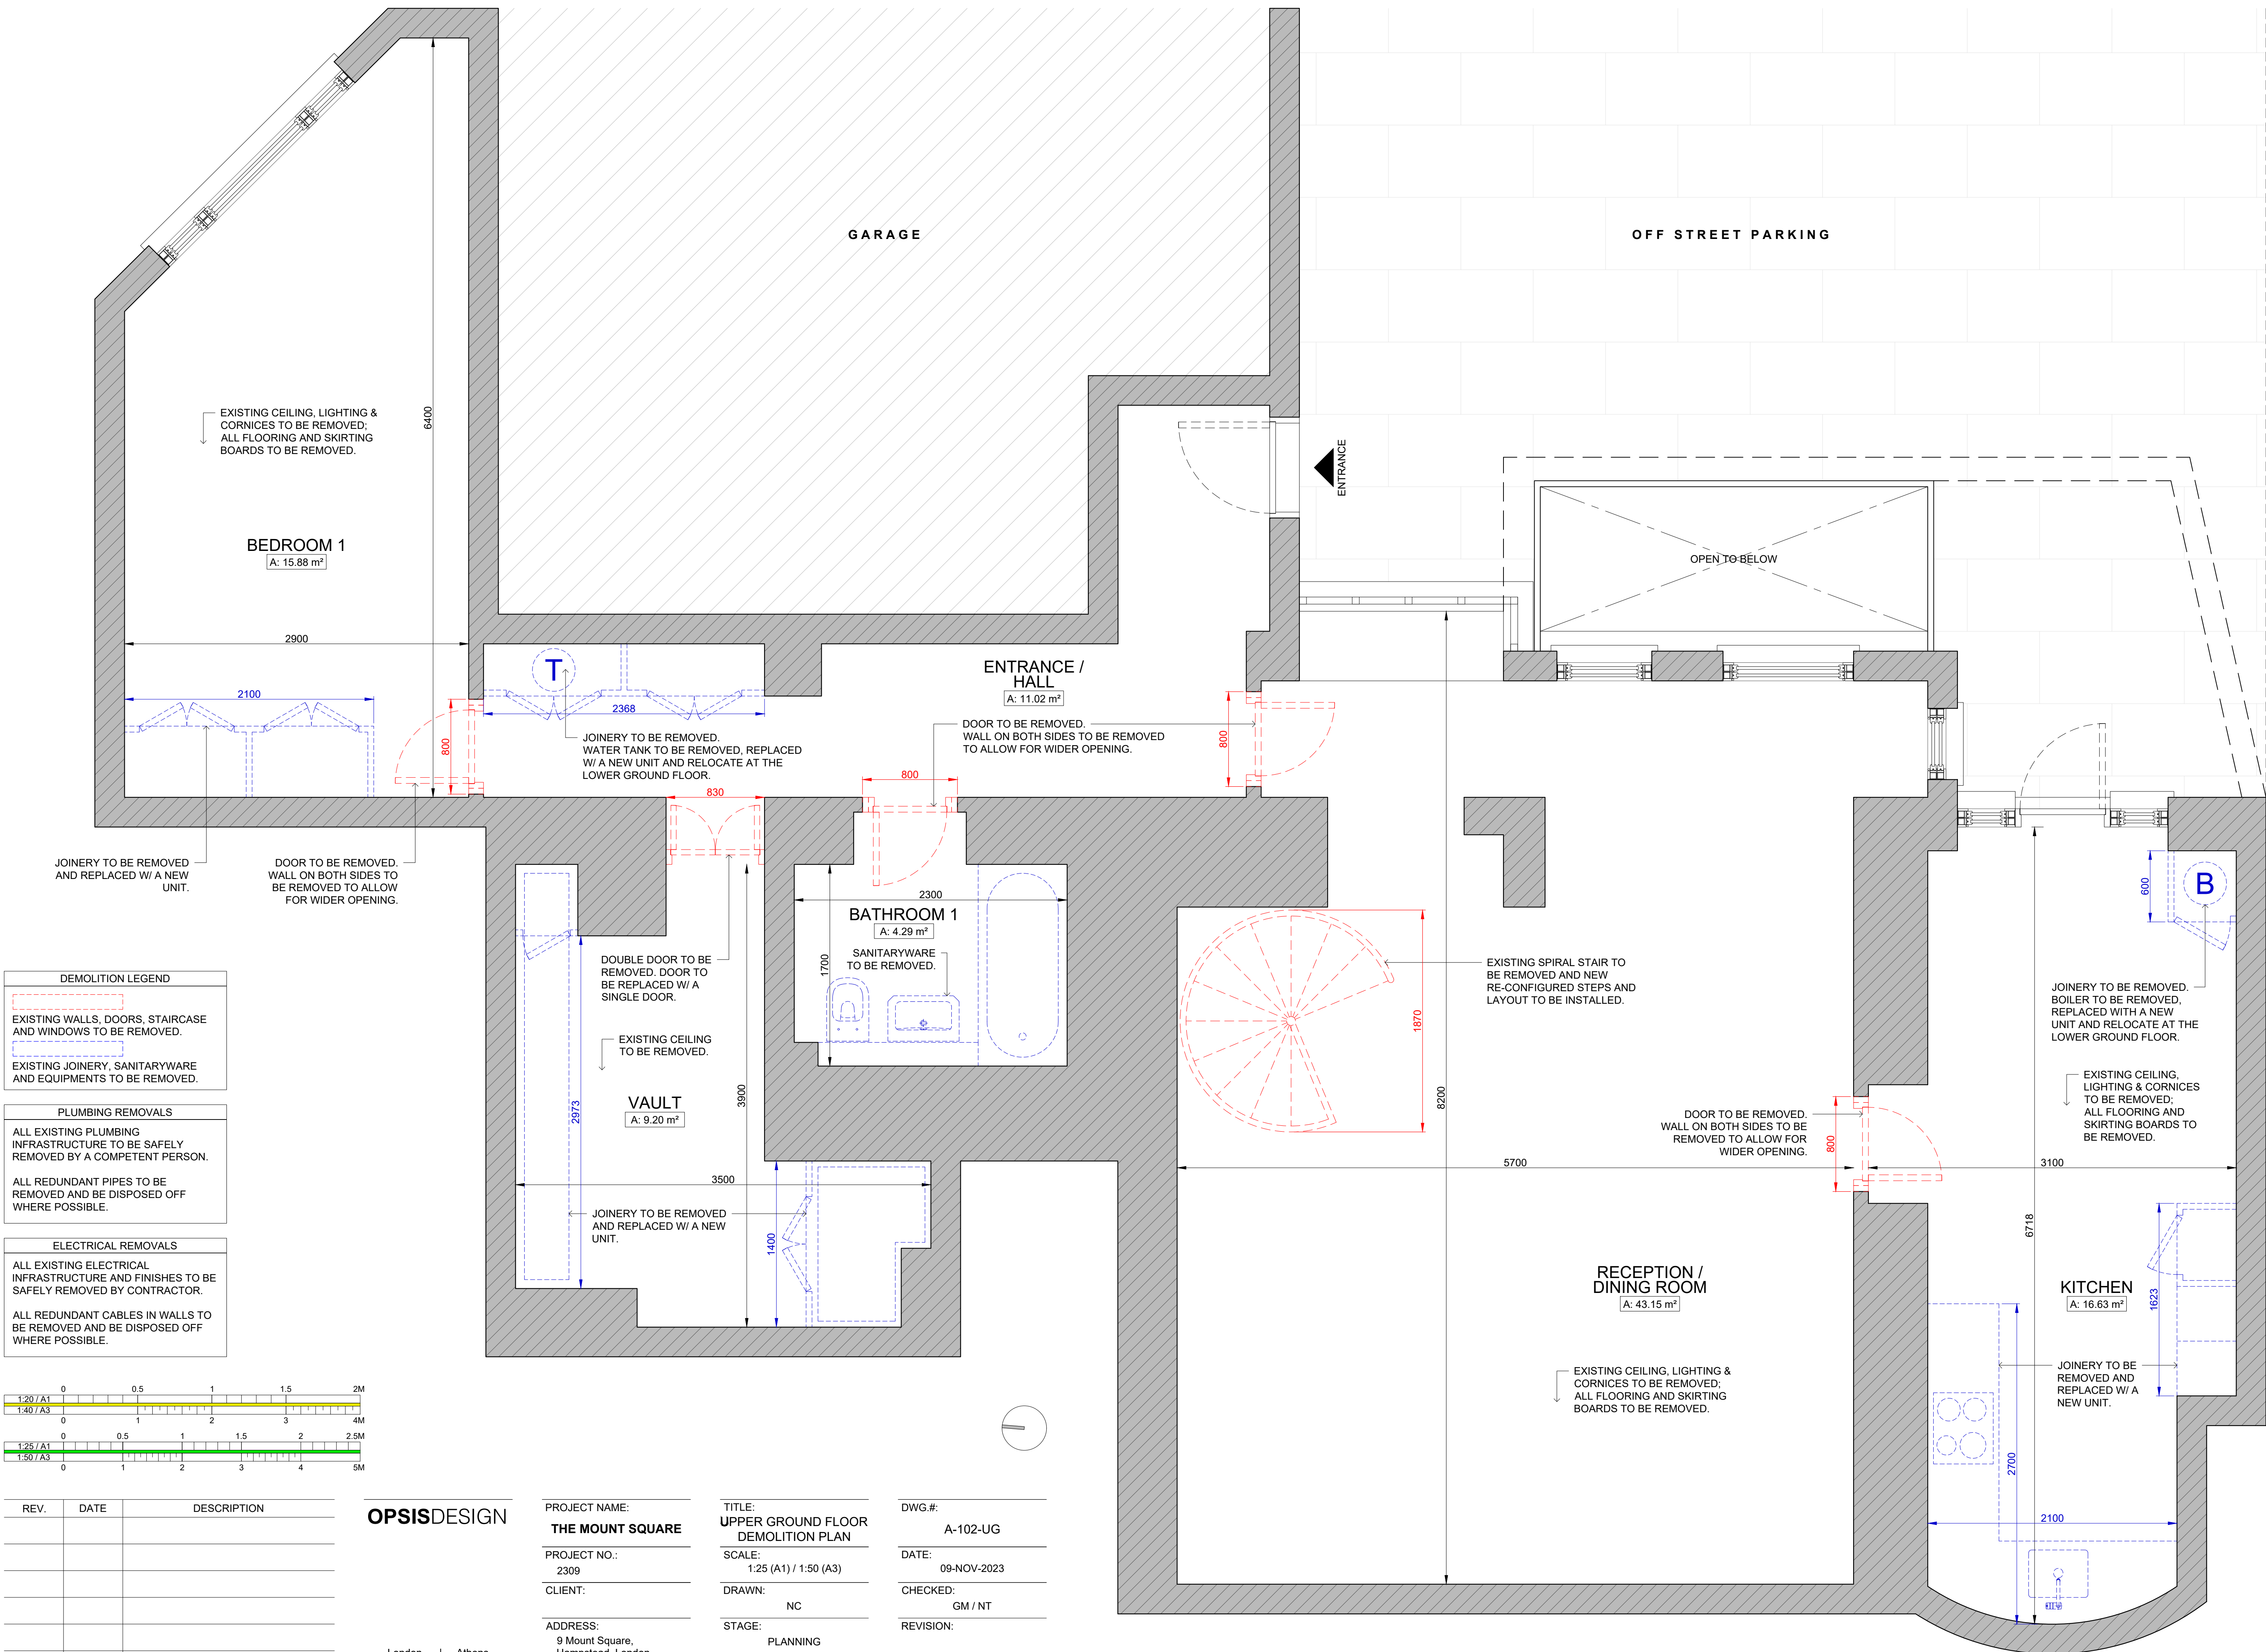 GARAGE
OFF STREET PARKING
EXISTING CEILING, LIGHTING &
CORNICES TO BE REMOVED;
ALL FLOORING AND SKIRTING
BOARDS TO BE REMOVED.
6400
ENTRANCE
BEDROOM 1
A: 15.88 m²
OPEN TO BELOW
2900
2100
800
T
2368
JOINERY TO BE REMOVED.
WATER TANK TO BE REMOVED, REPLACED
W/ A NEW UNIT AND RELOCATE AT THE
LOWER GROUND FLOOR.
ENTRANCE /
HALL
A: 11.02 m²
DOOR TO BE REMOVED.
WALL ON BOTH SIDES TO BE REMOVED
TO ALLOW FOR WIDER OPENING.
800
800
830
JOINERY TO BE REMOVED
AND REPLACED W/ A NEW
UNIT.
DOOR TO BE REMOVED.
WALL ON BOTH SIDES TO
BE REMOVED TO ALLOW
FOR WIDER OPENING.
2300
BATHROOM 1
A: 4.29 m²
SANITARYWARE
TO BE REMOVED.
1700
600
B
DOUBLE DOOR TO BE
REMOVED. DOOR TO
BE REPLACED W/ A
SINGLE DOOR.
EXISTING CEILING
TO BE REMOVED.
VAULT
A: 9.20 m²
2973
3900
3500
JOINERY TO BE REMOVED
AND REPLACED W/ A NEW
UNIT.
1400
EXISTING SPIRAL STAIR TO
BE REMOVED AND NEW
RE-CONFIGURED STEPS AND
LAYOUT TO BE INSTALLED.
1870
8200
JOINERY TO BE REMOVED.
BOILER TO BE REMOVED,
REPLACED WITH A NEW
UNIT AND RELOCATE AT THE
LOWER GROUND FLOOR.
EXISTING CEILING,
LIGHTING & CORNICES
TO BE REMOVED;
ALL FLOORING AND
SKIRTING BOARDS TO
BE REMOVED.
DOOR TO BE REMOVED.
WALL ON BOTH SIDES TO BE
REMOVED TO ALLOW FOR
WIDER OPENING.
800
5700
3100
6718
RECEPTION /
DINING ROOM
A: 43.15 m²
KITCHEN
A: 16.63 m²
1623
EXISTING CEILING, LIGHTING &
CORNICES TO BE REMOVED;
ALL FLOORING AND SKIRTING
BOARDS TO BE REMOVED.
JOINERY TO BE
REMOVED AND
REPLACED W/ A
NEW UNIT.
2700
2100
DEMOLITION LEGEND
EXISTING WALLS, DOORS, STAIRCASE
AND WINDOWS TO BE REMOVED.
EXISTING JOINERY, SANITARYWARE
AND EQUIPMENTS TO BE REMOVED.
PLUMBING REMOVALS
ALL EXISTING PLUMBING
INFRASTRUCTURE TO BE SAFELY
REMOVED BY A COMPETENT PERSON.
ALL REDUNDANT PIPES TO BE
REMOVED AND BE DISPOSED OFF
WHERE POSSIBLE.
ELECTRICAL REMOVALS
ALL EXISTING ELECTRICAL
INFRASTRUCTURE AND FINISHES TO BE
SAFELY REMOVED BY CONTRACTOR.
ALL REDUNDANT CABLES IN WALLS TO
BE REMOVED AND BE DISPOSED OFF
WHERE POSSIBLE.
0 0.5 1 1.5 2M
1:20 / A1
1:40 / A3
0 1 2 3 4M
0 0.5 1 1.5 2 2.5M
1:25 / A1
1:50 / A3
0 1 2 3 4 5M
REV. DATE DESCRIPTION
OPSISDESIGN
London | Athens
PROJECT NAME:
THE MOUNT SQUARE
PROJECT NO.:
2309
CLIENT:
ADDRESS:
9 Mount Square,
Hampstead, London
TITLE:
UPPER GROUND FLOOR
DEMOLITION PLAN
SCALE:
1:25 (A1) / 1:50 (A3)
DRAWN:
NC
STAGE:
PLANNING
DWG.#:
A-102-UG
DATE:
09-NOV-2023
CHECKED:
GM / NT
REVISION: